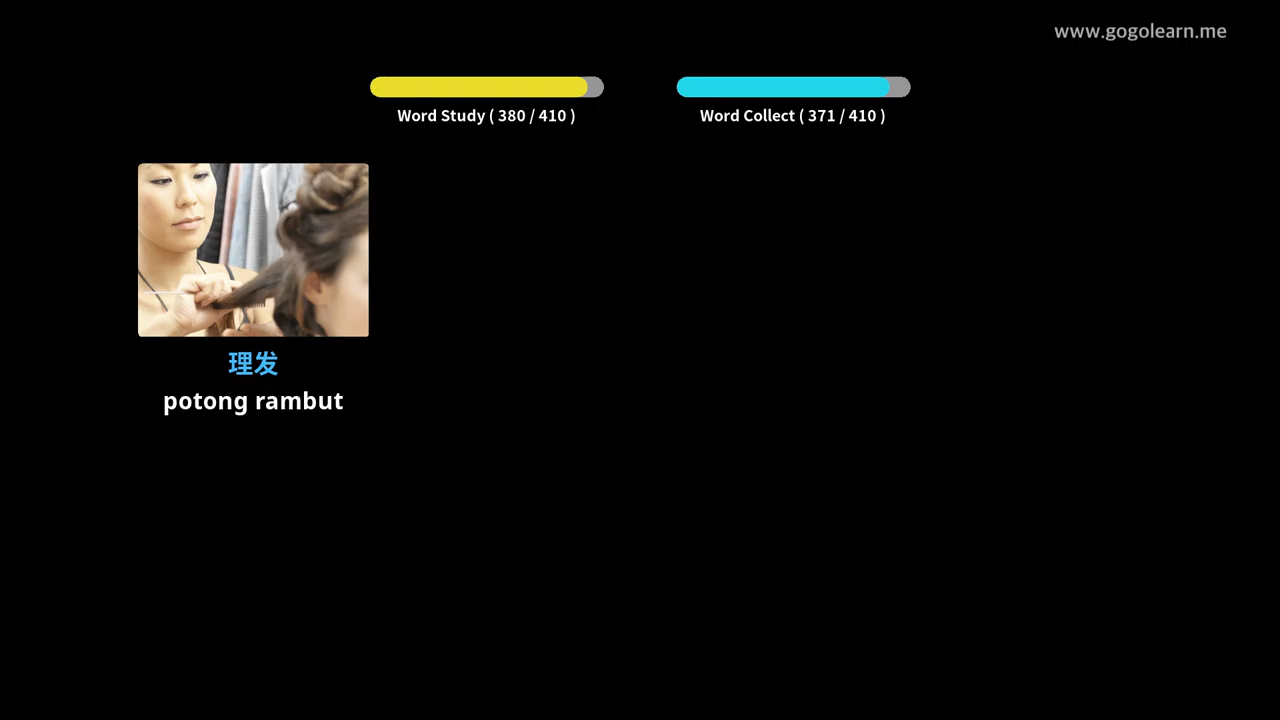 www.gogolearn.me
Word Study ( 380 / 410 )
Word Collect ( 371 / 410 )
理发
potong rambut